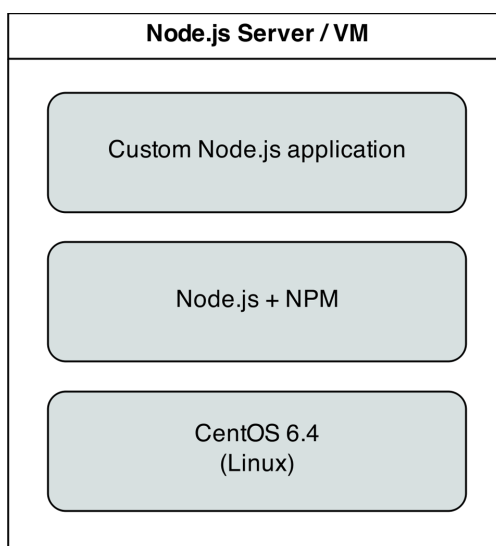 Node.js Server / VM
Custom Node.js application
Node.js + NPM
CentOS 6.4
(Linux)